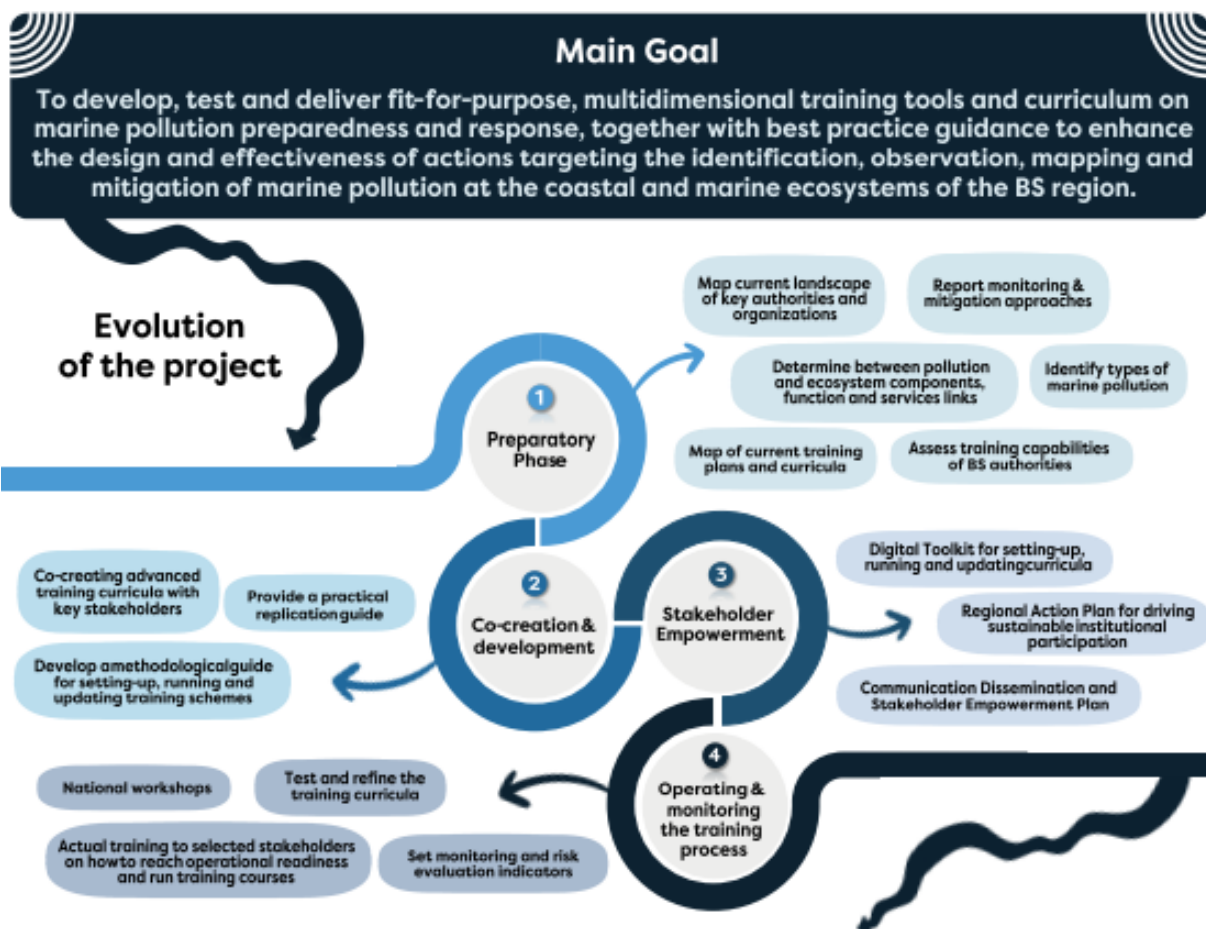 Main Goal
To develop, test and deliver fit-for-purpose, multidimensional training tools and curriculum on
marine pollution preparedness and response, together with best practice guidance to enhance
the design and effectiveness of actions targeting the identification, observation, mapping and
mitigation of marine pollution at the coastal and marine ecosystems of the BS region.
Evolution
of the project
1
Preparatory
Phase
Map current landscape
of key authorities and
organizations
Report monitoring &
mitigation approaches
Determine between pollution
and ecosystem components,
function and services links
Identify types of
marine pollution
Map of current training
plans and curricula
Assess training capabilities
of BS authorities
2
Co-creation &
development
Co-creating advanced
training curricula with
key stakeholders
Provide a practical
replicationguide
Develop amethodologicalguide
for setting-up, running and
updating training schemes
3
Stakeholder
Empowerment
Digital Toolkit for setting-up,
running and updatingcurricula
Regional Action Plan for driving
sustainable institutional
participation
Communication Dissemination and
Stakeholder Empowerment Plan
4
Operating &
monitoring
the training
process
National workshops
Test and refine the
training curricula
Actual training to selected stakeholders
on howto reach operational readiness
and run training courses
Set monitoring and risk
evaluation indicators